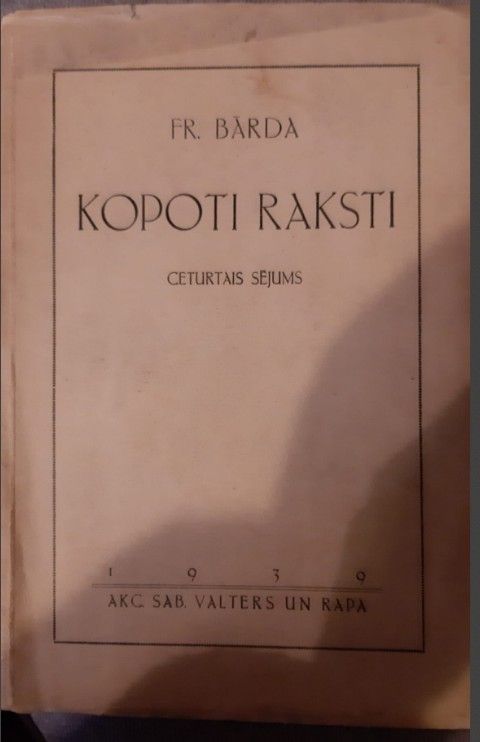 FR. BĀRDA
KOPOTI RAKSTI
CETURTAIS SĒJUMS
1 9 3 9
AKC. SAB. VALTERS UN RAPA